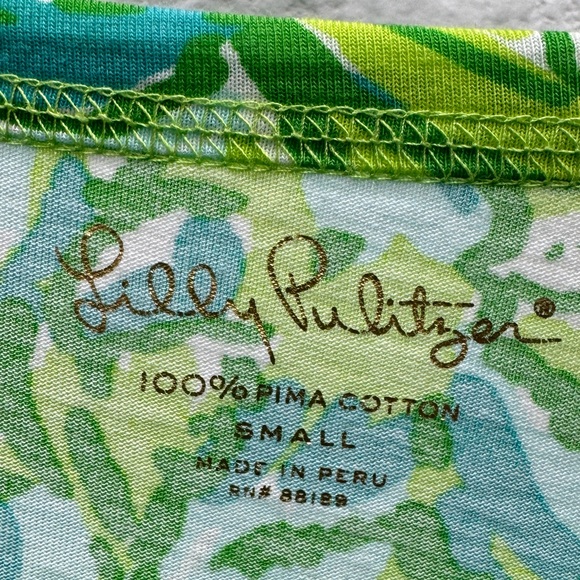 Lilly Pulitzer®
100% PIMA COTTON
SMALL
MADE IN PERU
RN# 88189